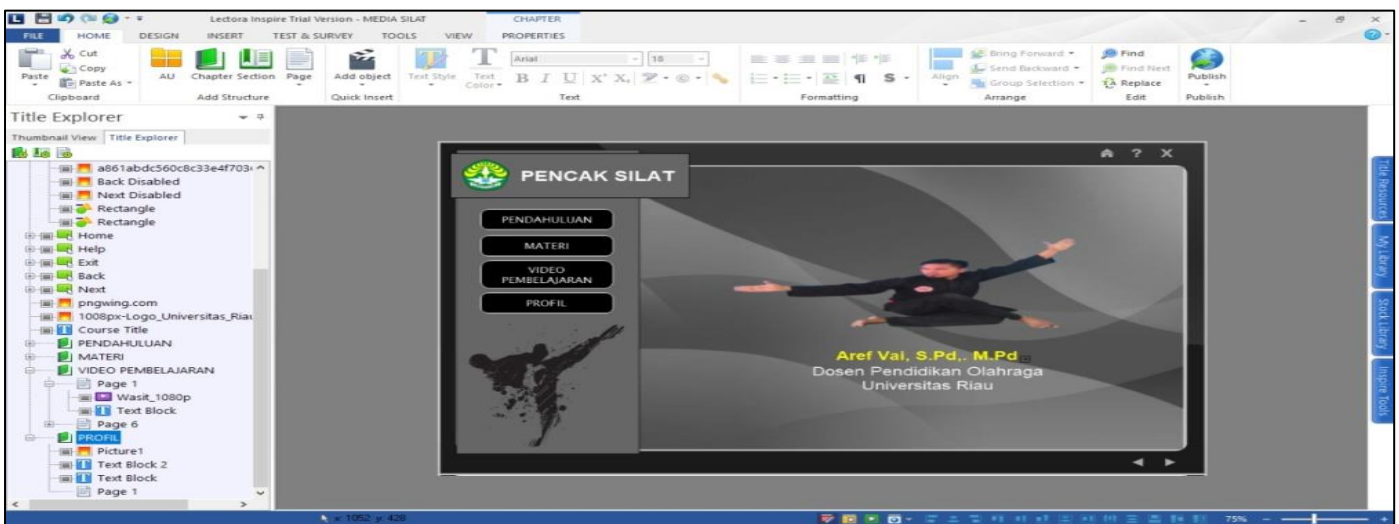 Lectora Inspire Trial Version - MEDIA SILAT
CHAPTER
FILE HOME DESIGN INSERT TEST & SURVEY TOOLS VIEW PROPERTIES
Paste
Cut
Copy
Paste As
Clipboard
AU
Chapter
Section
Page
Add Structure
Add object
Quick Insert
Text Style
Text Color
Arial
18
B I U X² X₂
Text
Formatting
Align
Bring Forward
Send Backward
Group Selection
Arrange
Find
Find Next
Replace
Edit
Publish
Publish
Title Explorer
Thumbnail View Title Explorer
a861abdc560c8c33e4f703
Back Disabled
Next Disabled
Rectangle
Rectangle
Home
Help
Exit
Back
Next
pngwing.com
1008px-Logo_Universitas_Riau
Course Title
PENDAHULUAN
MATERI
VIDEO PEMBELAJARAN
Page 1
Wasit_1080p
Text Block
Page 6
PROFIL
Picture1
Text Block 2
Text Block
Page 1
PENCAK SILAT
? X
PENDAHULUAN
MATERI
VIDEO
PEMBELAJARAN
PROFIL
Aref Vai, S.Pd,. M.Pd
Dosen Pendidikan Olahraga
Universitas Riau
Title Resources
My Library
Stock Library
Inspire Tools
x: 1052 y: 428
75%